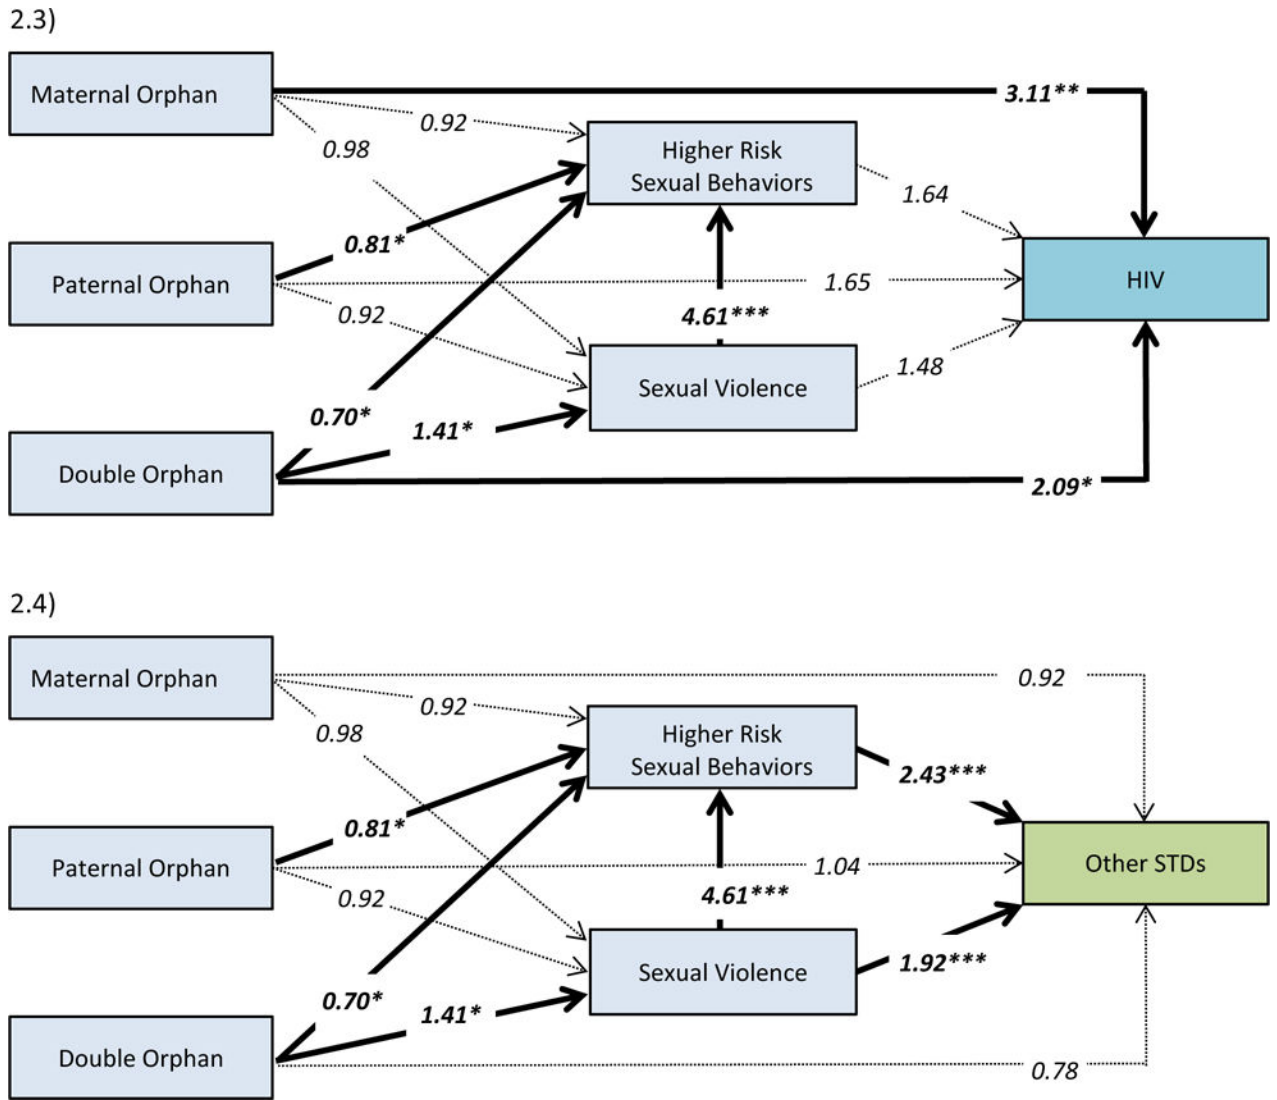 2.3)
Maternal Orphan
3.11**
0.92
0.98
Higher Risk
Sexual Behaviors
1.64
0.81*
Paternal Orphan
1.65
HIV
0.92
4.61***
1.48
Sexual Violence
0.70*
1.41*
Double Orphan
2.09*
2.4)
Maternal Orphan
0.92
0.92
0.98
Higher Risk
Sexual Behaviors
2.43***
0.81*
Paternal Orphan
1.04
Other STDs
0.92
4.61***
1.92***
Sexual Violence
0.70*
1.41*
Double Orphan
0.78